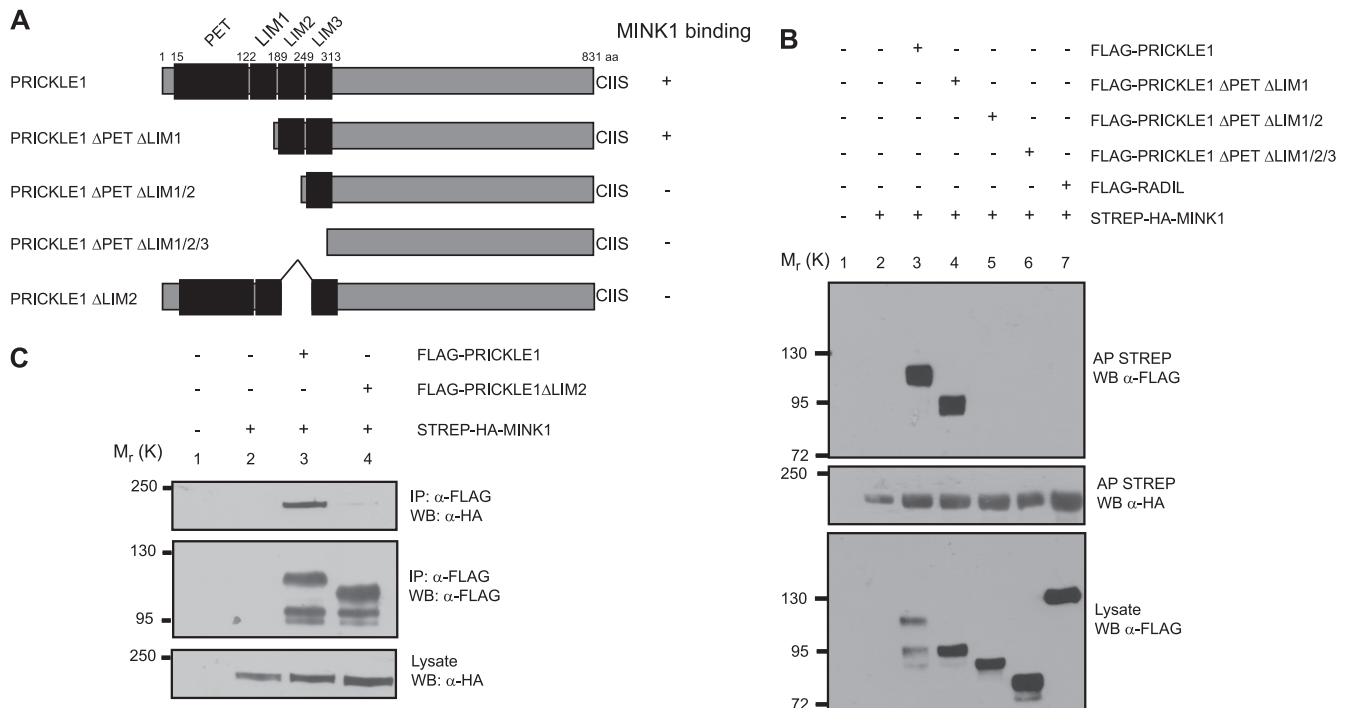 A
PET
LIM1
LIM2
LIM3
MINK1 binding
1 15 122 189 249 313 831 aa
PRICKLE1 CIIS +
PRICKLE1 ΔPET ΔLIM1 CIIS +
PRICKLE1 ΔPET ΔLIM1/2 CIIS -
PRICKLE1 ΔPET ΔLIM1/2/3 CIIS -
PRICKLE1 ΔLIM2 CIIS -
B
- - + - - - - FLAG-PRICKLE1
- - - + - - - FLAG-PRICKLE1 ΔPET ΔLIM1
- - - - + - - FLAG-PRICKLE1 ΔPET ΔLIM1/2
- - - - - + - FLAG-PRICKLE1 ΔPET ΔLIM1/2/3
- - - - - - + FLAG-RADIL
- + + + + + + STREP-HA-MINK1
Mr (K) 1 2 3 4 5 6 7
130
95
72
AP STREP
WB α-FLAG
250
AP STREP
WB α-HA
130
95
72
Lysate
WB α-FLAG
C
- - + - FLAG-PRICKLE1
- - - + FLAG-PRICKLE1ΔLIM2
- + + + STREP-HA-MINK1
Mr (K) 1 2 3 4
250
IP: α-FLAG
WB: α-HA
130
95
IP: α-FLAG
WB: α-FLAG
250
Lysate
WB: α-HA